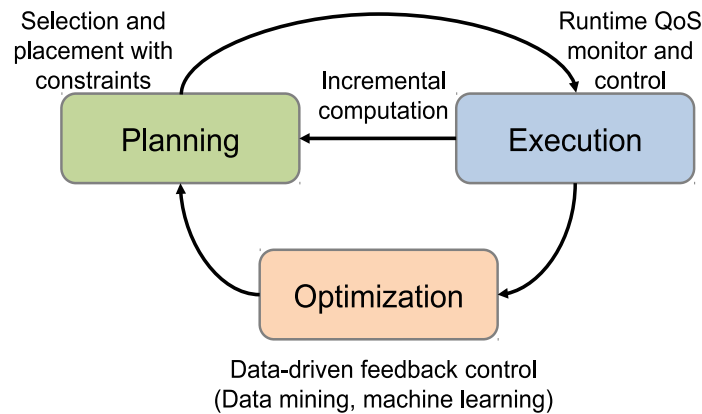 Selection and
placement with
constraints
Runtime QoS
monitor and
control
Incremental
computation
Planning
Execution
Optimization
Data-driven feedback control
(Data mining, machine learning)